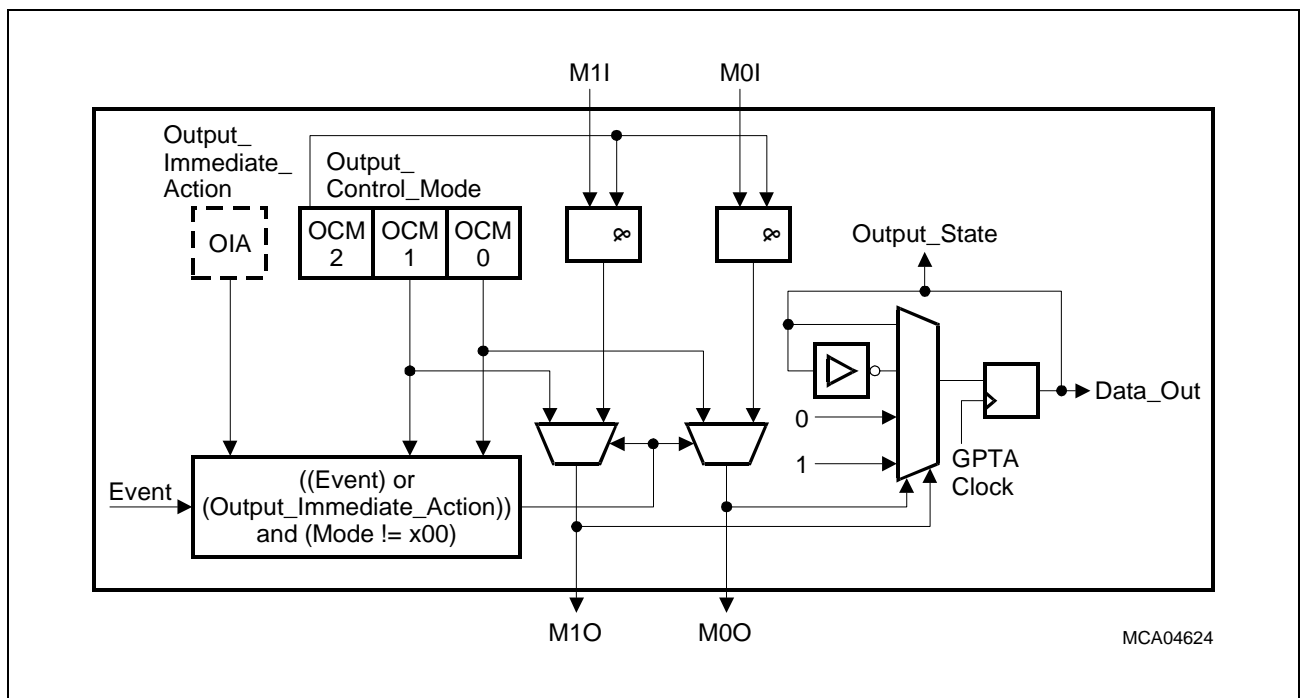 M1I
M0I
Output_
Immediate_
Action
Output_
Control_Mode
OIA
OCM
2
OCM
1
OCM
0
&
&
Output_State
Data_Out
0
1
GPTA
Clock
Event
((Event) or
(Output_Immediate_Action))
and (Mode != x00)
M1O
M0O
MCA04624